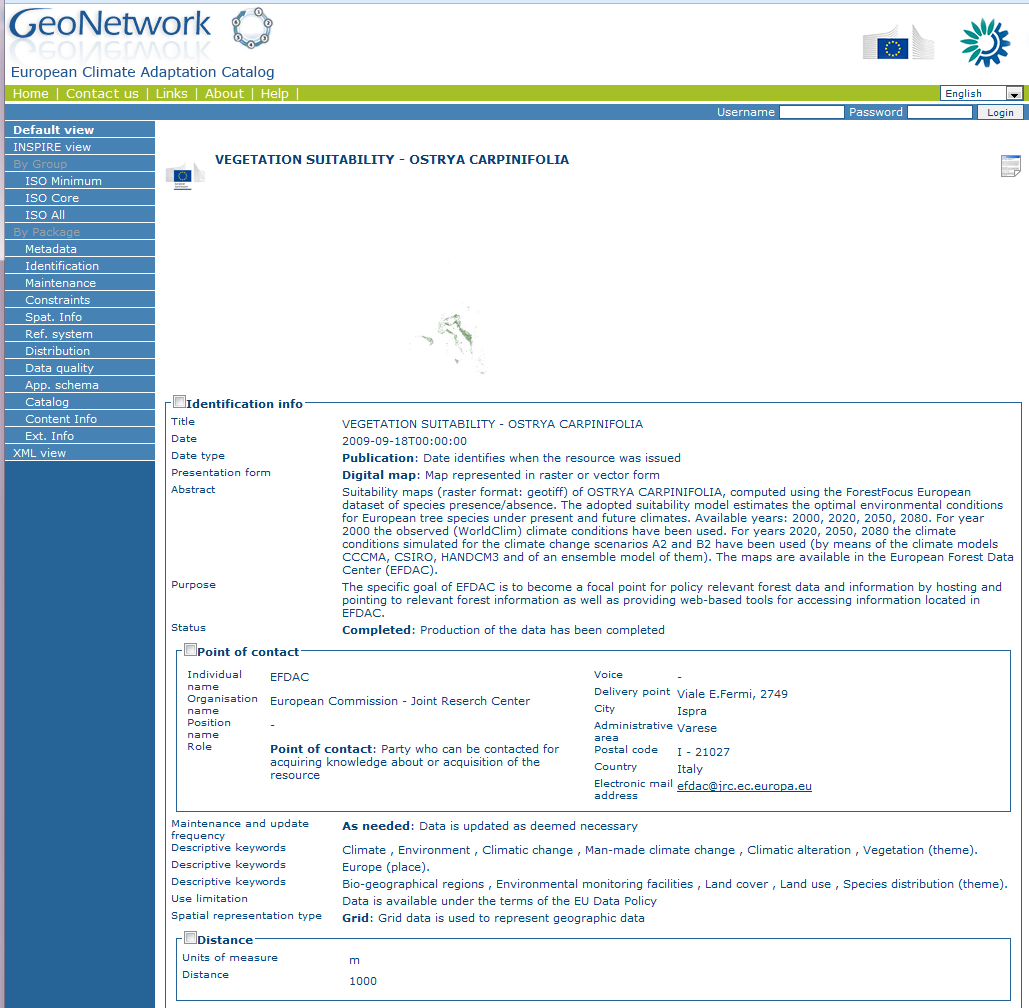 GeoNetwork
European Climate Adaptation Catalog
Home | Contact us | Links | About | Help |
English
Username Password Login
Default view
INSPIRE view
By Group
ISO Minimum
ISO Core
ISO All
By Package
Metadata
Identification
Maintenance
Constraints
Spat. Info
Ref. system
Distribution
Data quality
App. schema
Catalog
Content Info
Ext. Info
XML view
VEGETATION SUITABILITY - OSTRYA CARPINIFOLIA
Identification info
Title VEGETATION SUITABILITY - OSTRYA CARPINIFOLIA
Date 2009-09-18T00:00:00
Date type Publication: Date identifies when the resource was issued
Presentation form Digital map: Map represented in raster or vector form
Abstract Suitability maps (raster format: geotiff) of OSTRYA CARPINIFOLIA, computed using the ForestFocus European
dataset of species presence/absence. The adopted suitability model estimates the optimal environmental conditions
for European tree species under present and future climates. Available years: 2000, 2020, 2050, 2080. For year
2000 the observed (WorldClim) climate conditions have been used. For years 2020, 2050, 2080 the climate
conditions simulated for the climate change scenarios A2 and B2 have been used (by means of the climate models
CCCMA, CSIRO, HANDCM3 and of an ensemble model of them). The maps are available in the European Forest Data
Center (EFDAC).
Purpose The specific goal of EFDAC is to become a focal point for policy relevant forest data and information by hosting and
pointing to relevant forest information as well as providing web-based tools for accessing information located in
EFDAC.
Status Completed: Production of the data has been completed
Point of contact
Individual name EFDAC
Organisation name European Commission - Joint Reserch Center
Position name -
Role Point of contact: Party who can be contacted for
acquiring knowledge about or acquisition of the
resource
Voice -
Delivery point Viale E.Fermi, 2749
City Ispra
Administrative area Varese
Postal code I - 21027
Country Italy
Electronic mail address efdac@jrc.ec.europa.eu
Maintenance and update frequency As needed: Data is updated as deemed necessary
Descriptive keywords Climate , Environment , Climatic change , Man-made climate change , Climatic alteration , Vegetation (theme).
Descriptive keywords Europe (place).
Descriptive keywords Bio-geographical regions , Environmental monitoring facilities , Land cover , Land use , Species distribution (theme).
Use limitation Data is available under the terms of the EU Data Policy
Spatial representation type Grid: Grid data is used to represent geographic data
Distance
Units of measure m
Distance 1000